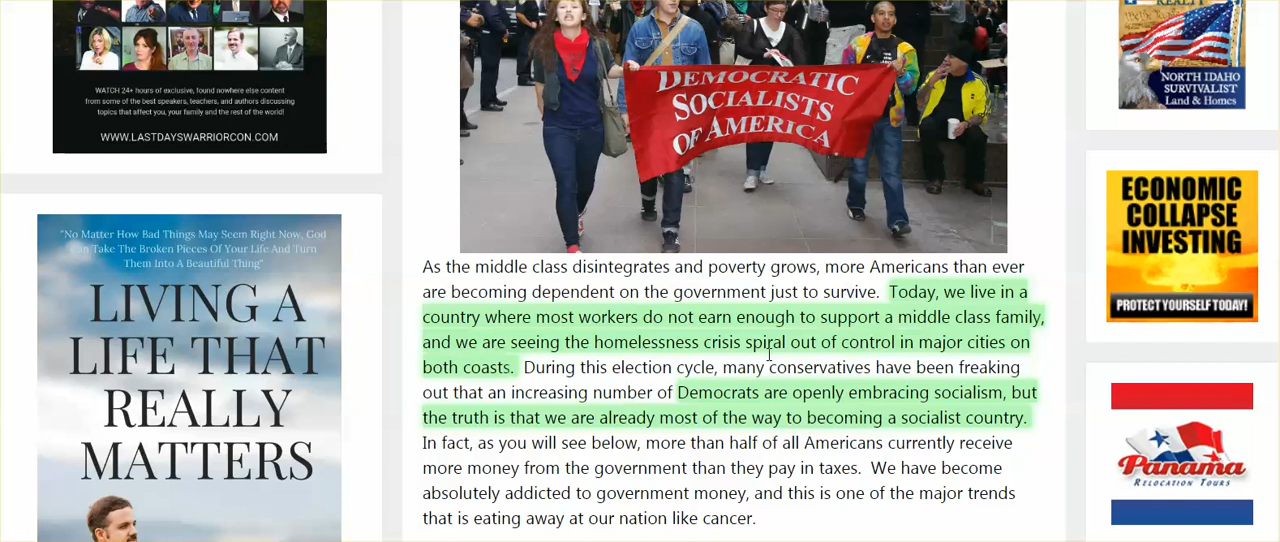 WATCH 24+ hours of exclusive, found nowhere else content
from some of the best speakers, teachers, and authors discussing
topics that affect you, your family and the rest of the world!
WWW.LASTDAYSWARRIORCON.COM
"No Matter How Bad Things May Seem Right Now, God
Can Take The Broken Pieces Of Your Life And Turn
Them Into A Beautiful Thing"
LIVING A
LIFE THAT
REALLY
MATTERS
DEMOCRATIC
SOCIALISTS
OF AMERICA
As the middle class disintegrates and poverty grows, more Americans than ever
are becoming dependent on the government just to survive. Today, we live in a
country where most workers do not earn enough to support a middle class family,
and we are seeing the homelessness crisis spiral out of control in major cities on
both coasts. During this election cycle, many conservatives have been freaking
out that an increasing number of Democrats are openly embracing socialism, but
the truth is that we are already most of the way to becoming a socialist country.
In fact, as you will see below, more than half of all Americans currently receive
more money from the government than they pay in taxes. We have become
absolutely addicted to government money, and this is one of the major trends
that is eating away at our nation like cancer.
NORTH IDAHO
SURVIVALIST
Land & Homes
ECONOMIC
COLLAPSE
INVESTING
PROTECT YOURSELF TODAY!
Panama
RELOCATION TOURS